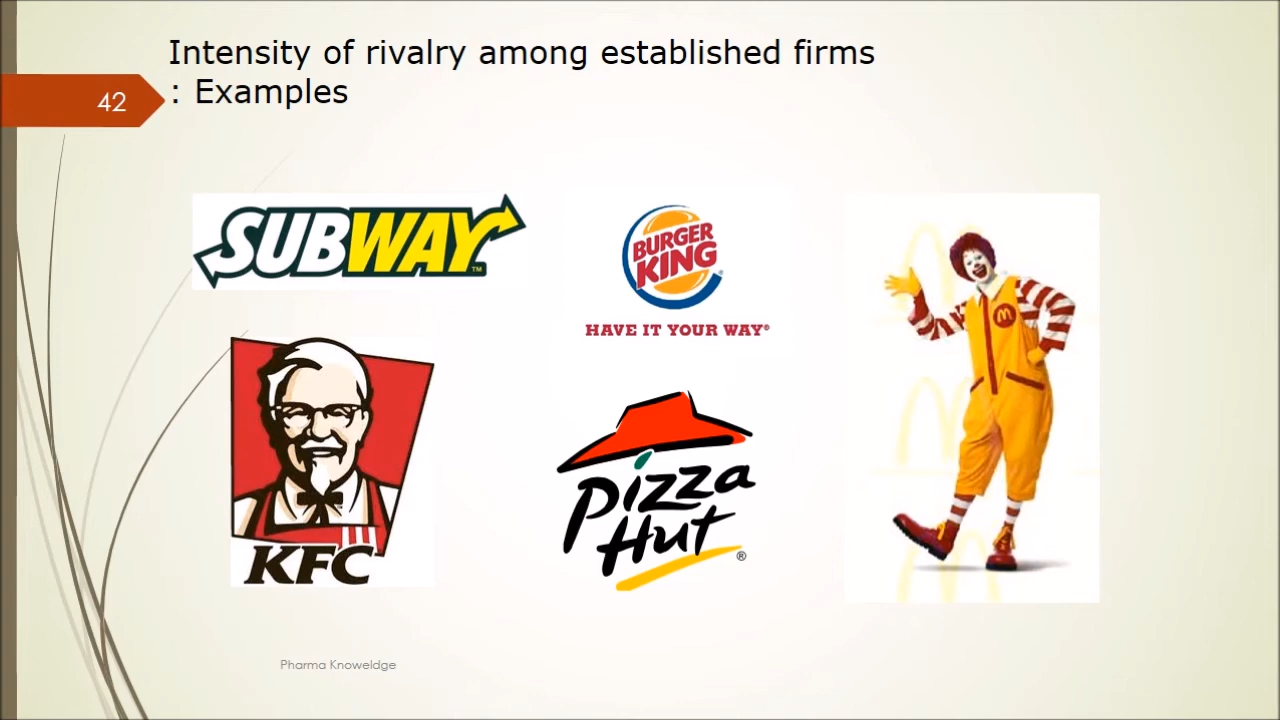 Intensity of rivalry among established firms
: Examples
42
SUBWAY™
BURGER
KING®
HAVE IT YOUR WAY®
KFC
Pizza
Hut®
Pharma Knoweldge